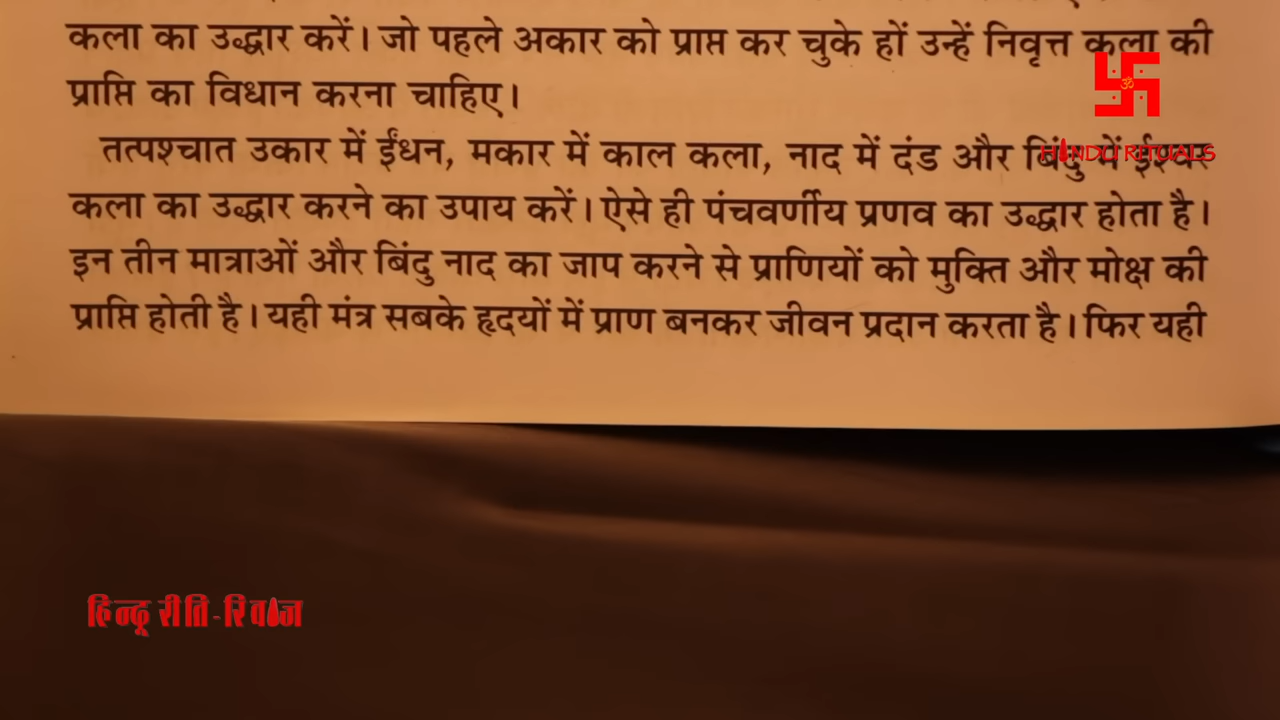 कला का उद्धार करें। जो पहले अकार को प्राप्त कर चुके हों उन्हें निवृत्त कला की
प्राप्ति का विधान करना चाहिए।
तत्पश्चात उकार में ईंधन, मकार में काल कला, नाद में दंड और बिंदु में ईश्वर
कला का उद्धार करने का उपाय करें। ऐसे ही पंचवर्णीय प्रणव का उद्धार होता है।
इन तीन मात्राओं और बिंदु नाद का जाप करने से प्राणियों को मुक्ति और मोक्ष की
प्राप्ति होती है। यही मंत्र सबके हृदयों में प्राण बनकर जीवन प्रदान करता है। फिर यही
ॐ
HINDU RITUALS
हिन्दू रीति-रिवाज